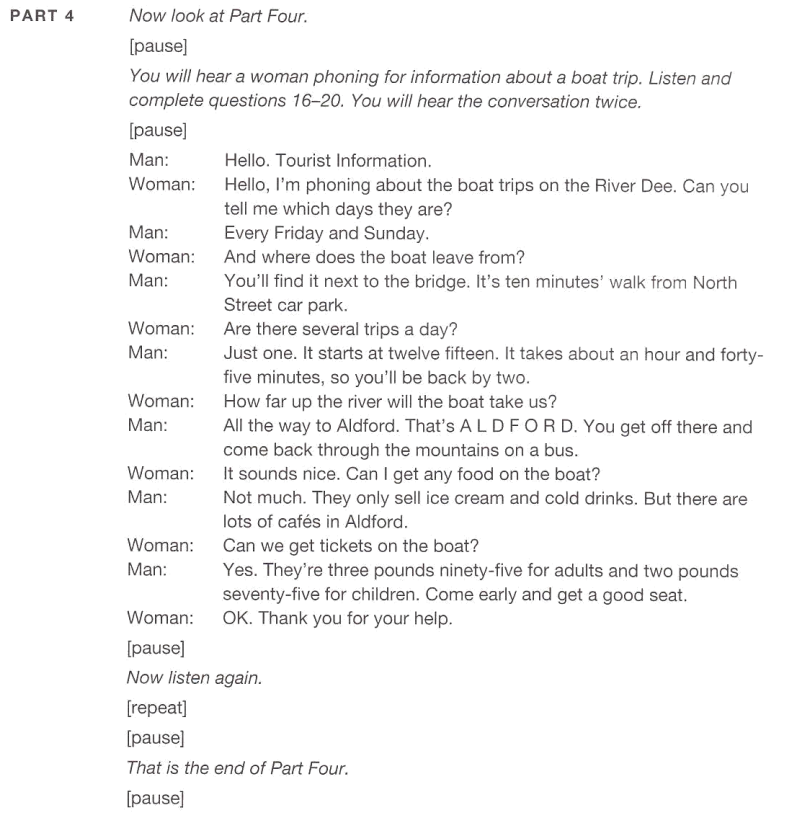 PART 4 Now look at Part Four.
[pause]
You will hear a woman phoning for information about a boat trip. Listen and
complete questions 16–20. You will hear the conversation twice.
[pause]
Man: Hello. Tourist Information.
Woman: Hello, I'm phoning about the boat trips on the River Dee. Can you
tell me which days they are?
Man: Every Friday and Sunday.
Woman: And where does the boat leave from?
Man: You'll find it next to the bridge. It's ten minutes' walk from North
Street car park.
Woman: Are there several trips a day?
Man: Just one. It starts at twelve fifteen. It takes about an hour and forty-
five minutes, so you'll be back by two.
Woman: How far up the river will the boat take us?
Man: All the way to Aldford. That's A L D F O R D. You get off there and
come back through the mountains on a bus.
Woman: It sounds nice. Can I get any food on the boat?
Man: Not much. They only sell ice cream and cold drinks. But there are
lots of cafés in Aldford.
Woman: Can we get tickets on the boat?
Man: Yes. They're three pounds ninety-five for adults and two pounds
seventy-five for children. Come early and get a good seat.
Woman: OK. Thank you for your help.
[pause]
Now listen again.
[repeat]
[pause]
That is the end of Part Four.
[pause]